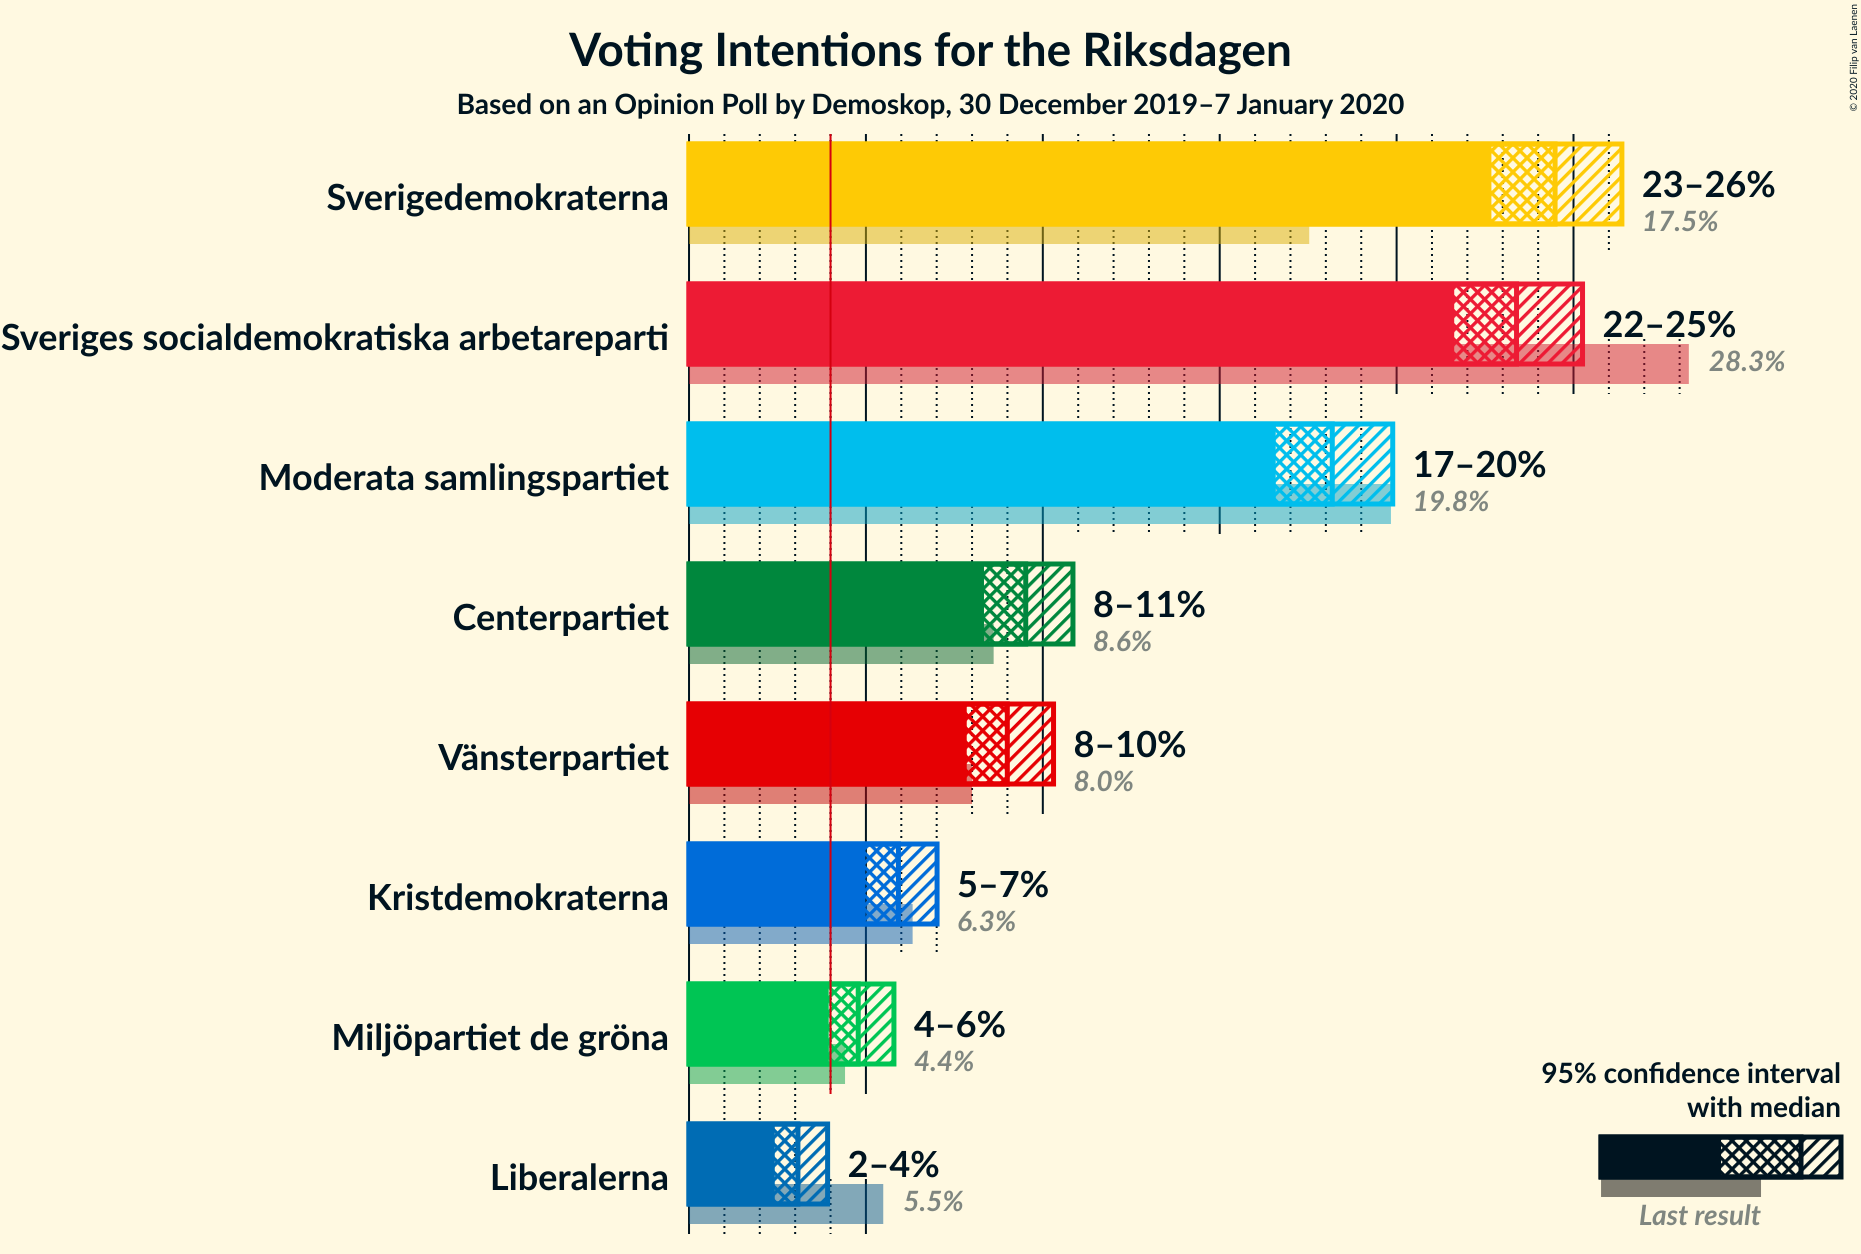 Voting Intentions for the Riksdagen
Based on an Opinion Poll by Demoskop, 30 December 2019–7 January 2020
© 2020 Filip van Laenen
Sverigedemokraterna
23–26%
17.5%
Sveriges socialdemokratiska arbetareparti
22–25%
28.3%
Moderata samlingspartiet
17–20%
19.8%
Centerpartiet
8–11%
8.6%
Vänsterpartiet
8–10%
8.0%
Kristdemokraterna
5–7%
6.3%
Miljöpartiet de gröna
4–6%
4.4%
Liberalerna
2–4%
5.5%
95% confidence interval
with median
Last result